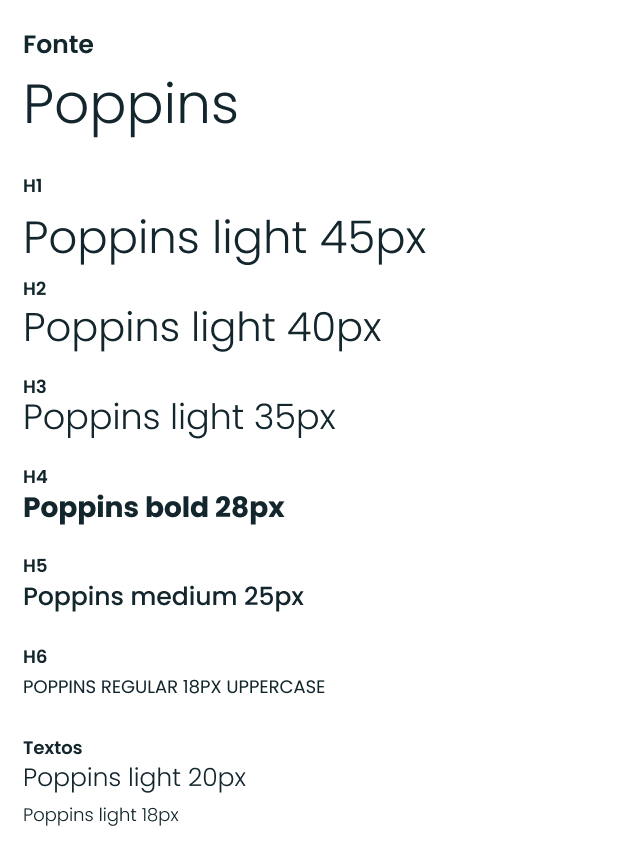 Fonte
Poppins
H1
Poppins light 45px
H2
Poppins light 40px
H3
Poppins light 35px
H4
Poppins bold 28px
H5
Poppins medium 25px
H6
POPPINS REGULAR 18PX UPPERCASE
Textos
Poppins light 20px
Poppins light 18px